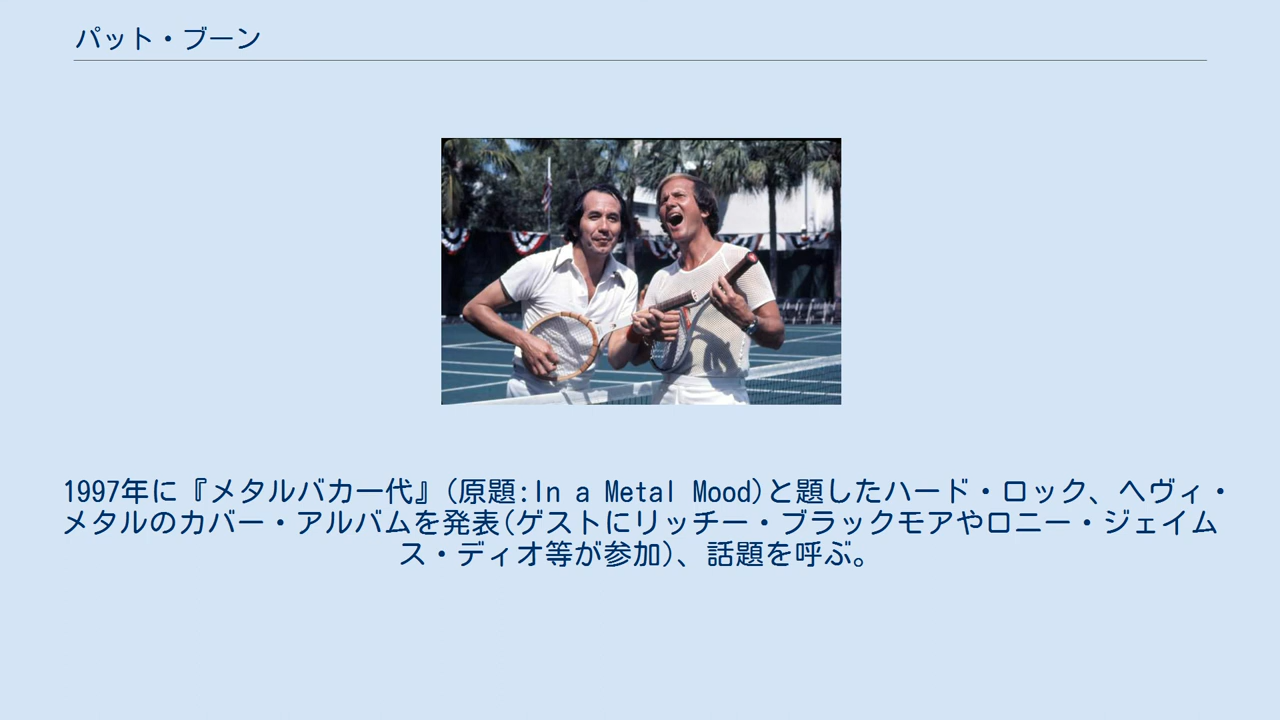 パット・ブーン
1997年に『メタルバカ一代』(原題:In a Metal Mood)と題したハード・ロック、ヘヴィ・
メタルのカバー・アルバムを発表(ゲストにリッチー・ブラックモアやロニー・ジェイム
ス・ディオ等が参加)、話題を呼ぶ。